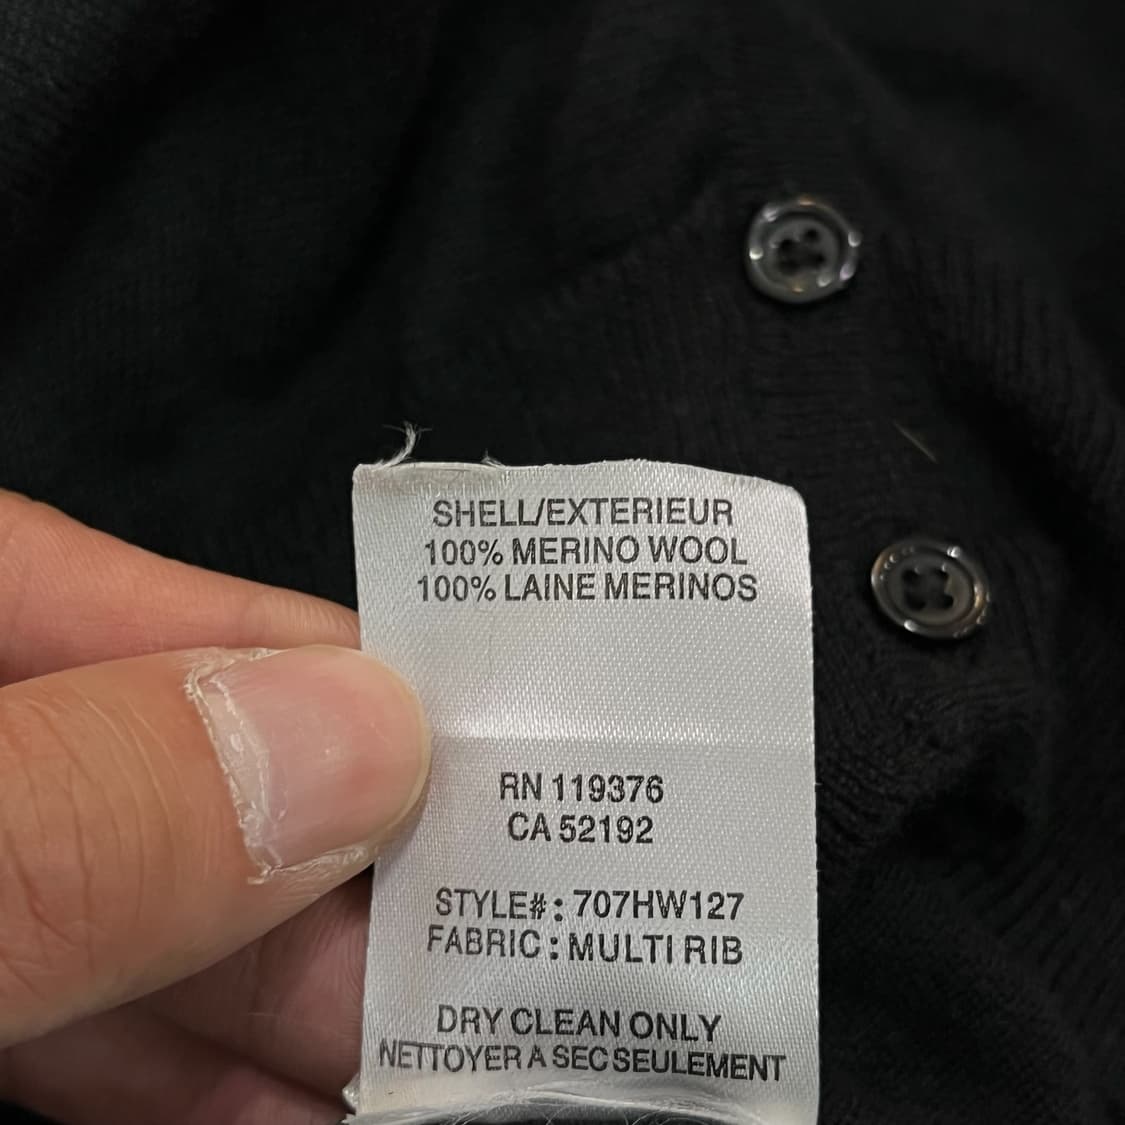 SHELL/EXTERIEUR
100% MERINO WOOL
100% LAINE MERINOS
RN 119376
CA 52192
STYLE#: 707HW127
FABRIC : MULTI RIB
DRY CLEAN ONLY
NETTOYER A SEC SEULEMENT